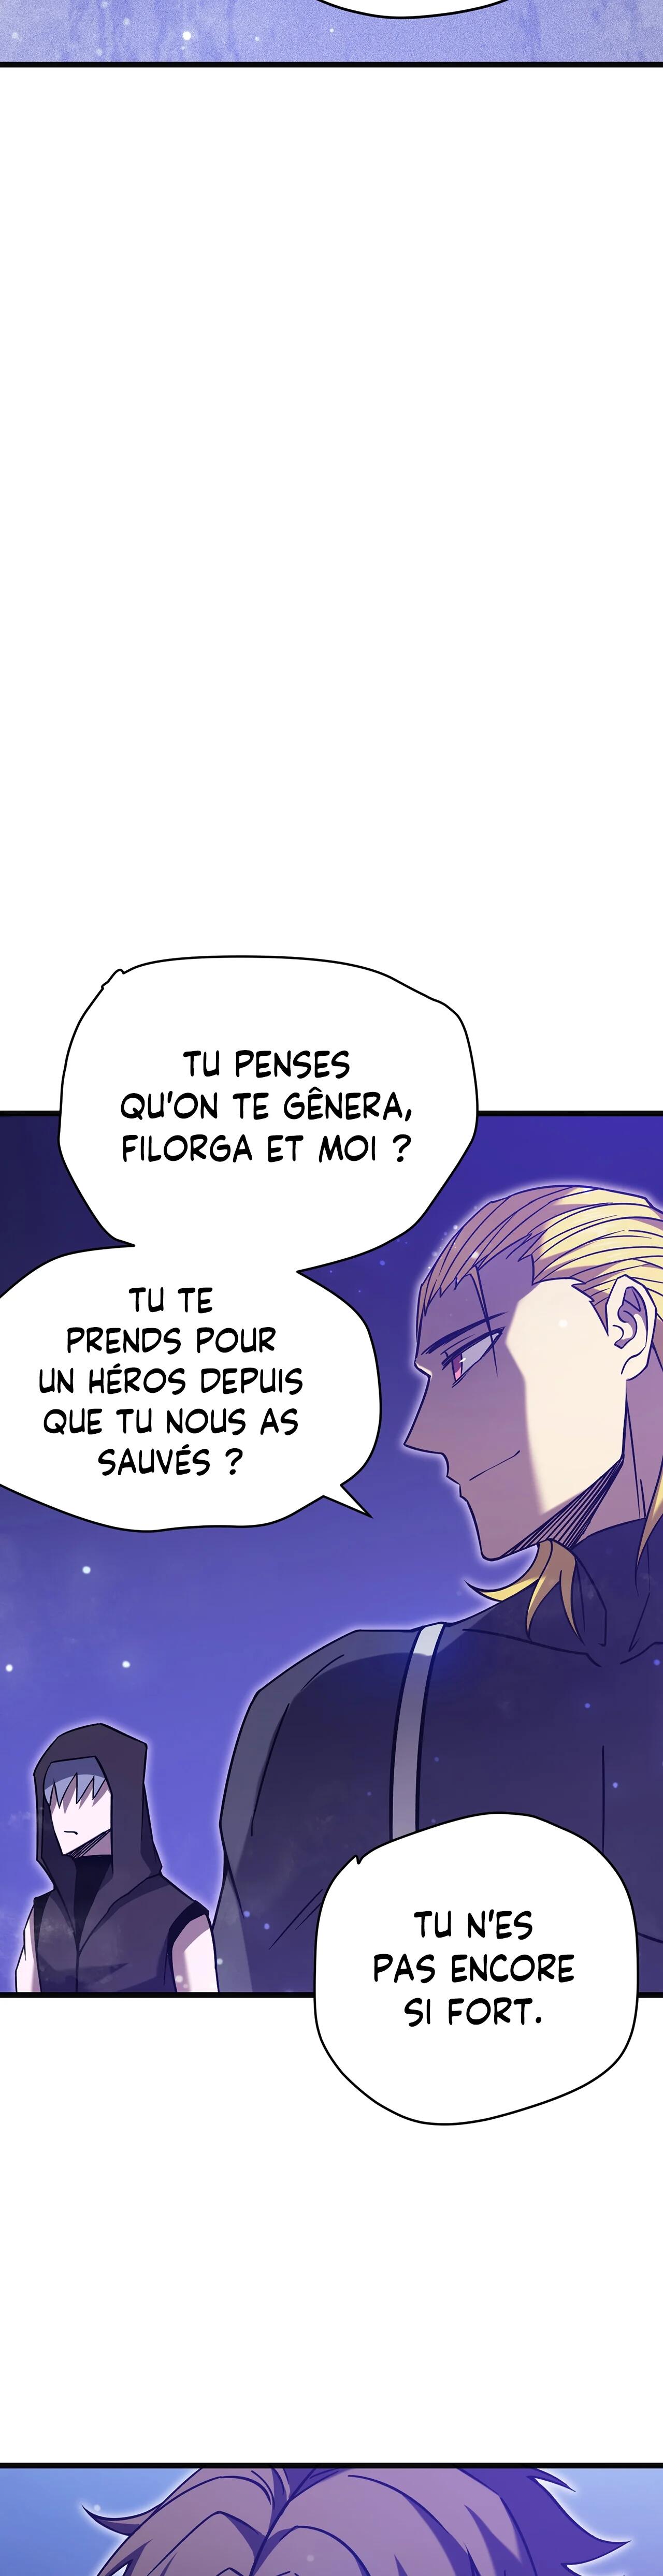 TU PENSES
QU'ON TE GÊNERA,
FILORGA ET MOI ?
TU TE
PRENDS POUR
UN HÉROS DEPUIS
QUE TU NOUS AS
SAUVÉS ?
TU N'ES
PAS ENCORE
SI FORT.